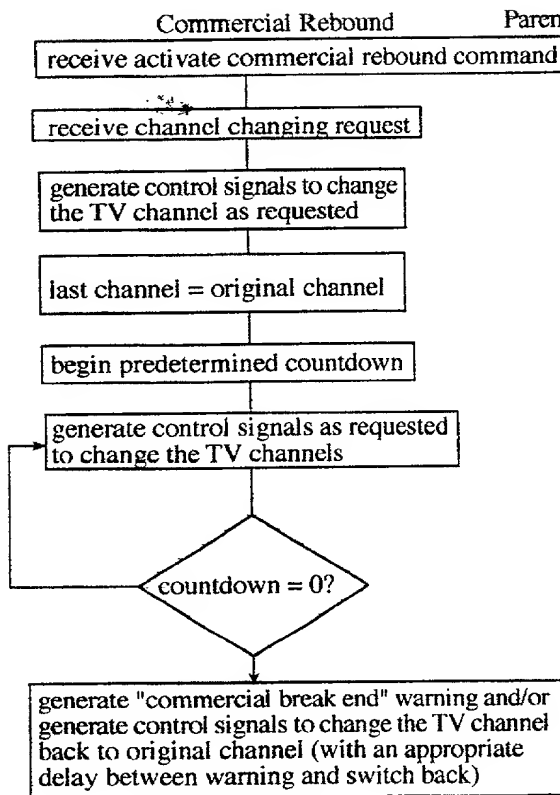 Commercial Rebound Paren
receive activate commercial rebound command
receive channel changing request
generate control signals to change
the TV channel as requested
last channel = original channel
begin predetermined countdown
generate control signals as requested
to change the TV channels
countdown = 0?
generate "commercial break end" warning and/or
generate control signals to change the TV channel
back to original channel (with an appropriate
delay between warning and switch back)